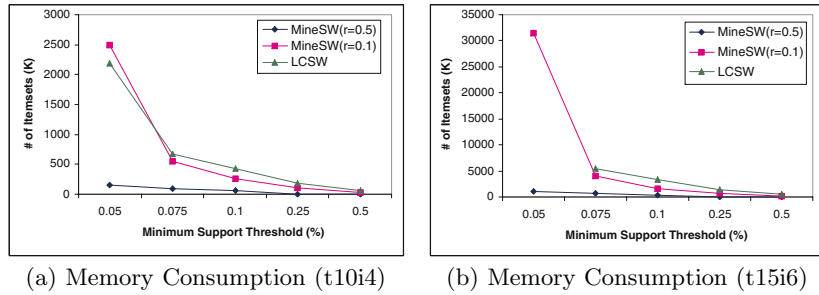 3000
2500
2000
1500
1000
500
0
# of Itemsets (K)
0.05 0.075 0.1 0.25 0.5
Minimum Support Threshold (%)
MineSW(r=0.5)
MineSW(r=0.1)
LCSW
(a) Memory Consumption (t10i4)
35000
30000
25000
20000
15000
10000
5000
0
# of Itemsets (K)
0.05 0.075 0.1 0.25 0.5
Minimum Support Threshold (%)
MineSW(r=0.5)
MineSW(r=0.1)
LCSW
(b) Memory Consumption (t15i6)